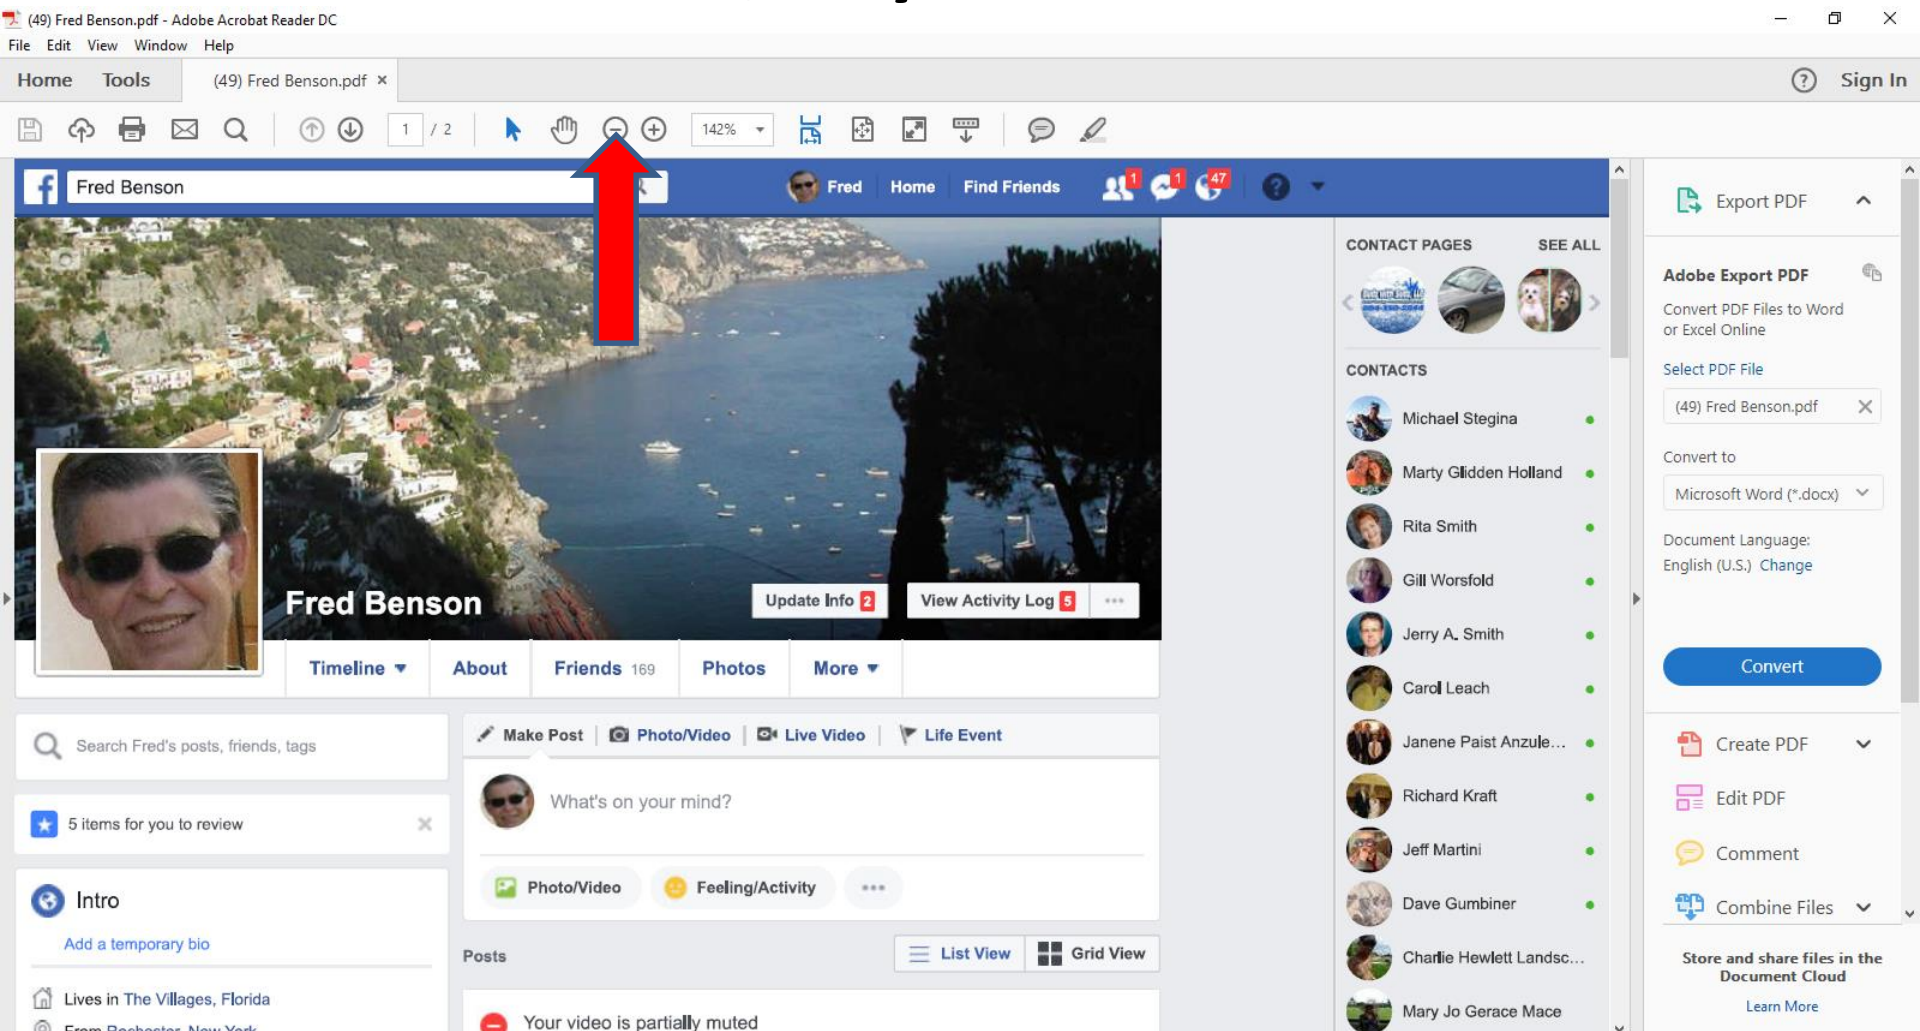 (49) Fred Benson.pdf - Adobe Acrobat Reader DC
File Edit View Window Help
Home Tools (49) Fred Benson.pdf × ? Sign In
1 / 2 142%
f Fred Benson Fred Home Find Friends 1 1 47 ?
CONTACT PAGES SEE ALL
CONTACTS
Michael Stegina
Marty Glidden Holland
Rita Smith
Gill Worsfold
Jerry A. Smith
Carol Leach
Janene Paist Anzule...
Richard Kraft
Jeff Martini
Dave Gumbiner
Charlie Hewlett Landsc...
Mary Jo Gerace Mace
Fred Benson
Update Info 2 View Activity Log 5 ...
Timeline About Friends 169 Photos More
Search Fred's posts, friends, tags
5 items for you to review
Intro
Add a temporary bio
Lives in The Villages, Florida
From Rochester, New York
Make Post Photo/Video Live Video Life Event
What's on your mind?
Photo/Video Feeling/Activity ...
Posts List View Grid View
Your video is partially muted
Export PDF
Adobe Export PDF
Convert PDF Files to Word
or Excel Online
Select PDF File
(49) Fred Benson.pdf
Convert to
Microsoft Word (*.docx)
Document Language:
English (U.S.) Change
Convert
Create PDF
Edit PDF
Comment
Combine Files
Store and share files in the
Document Cloud
Learn More